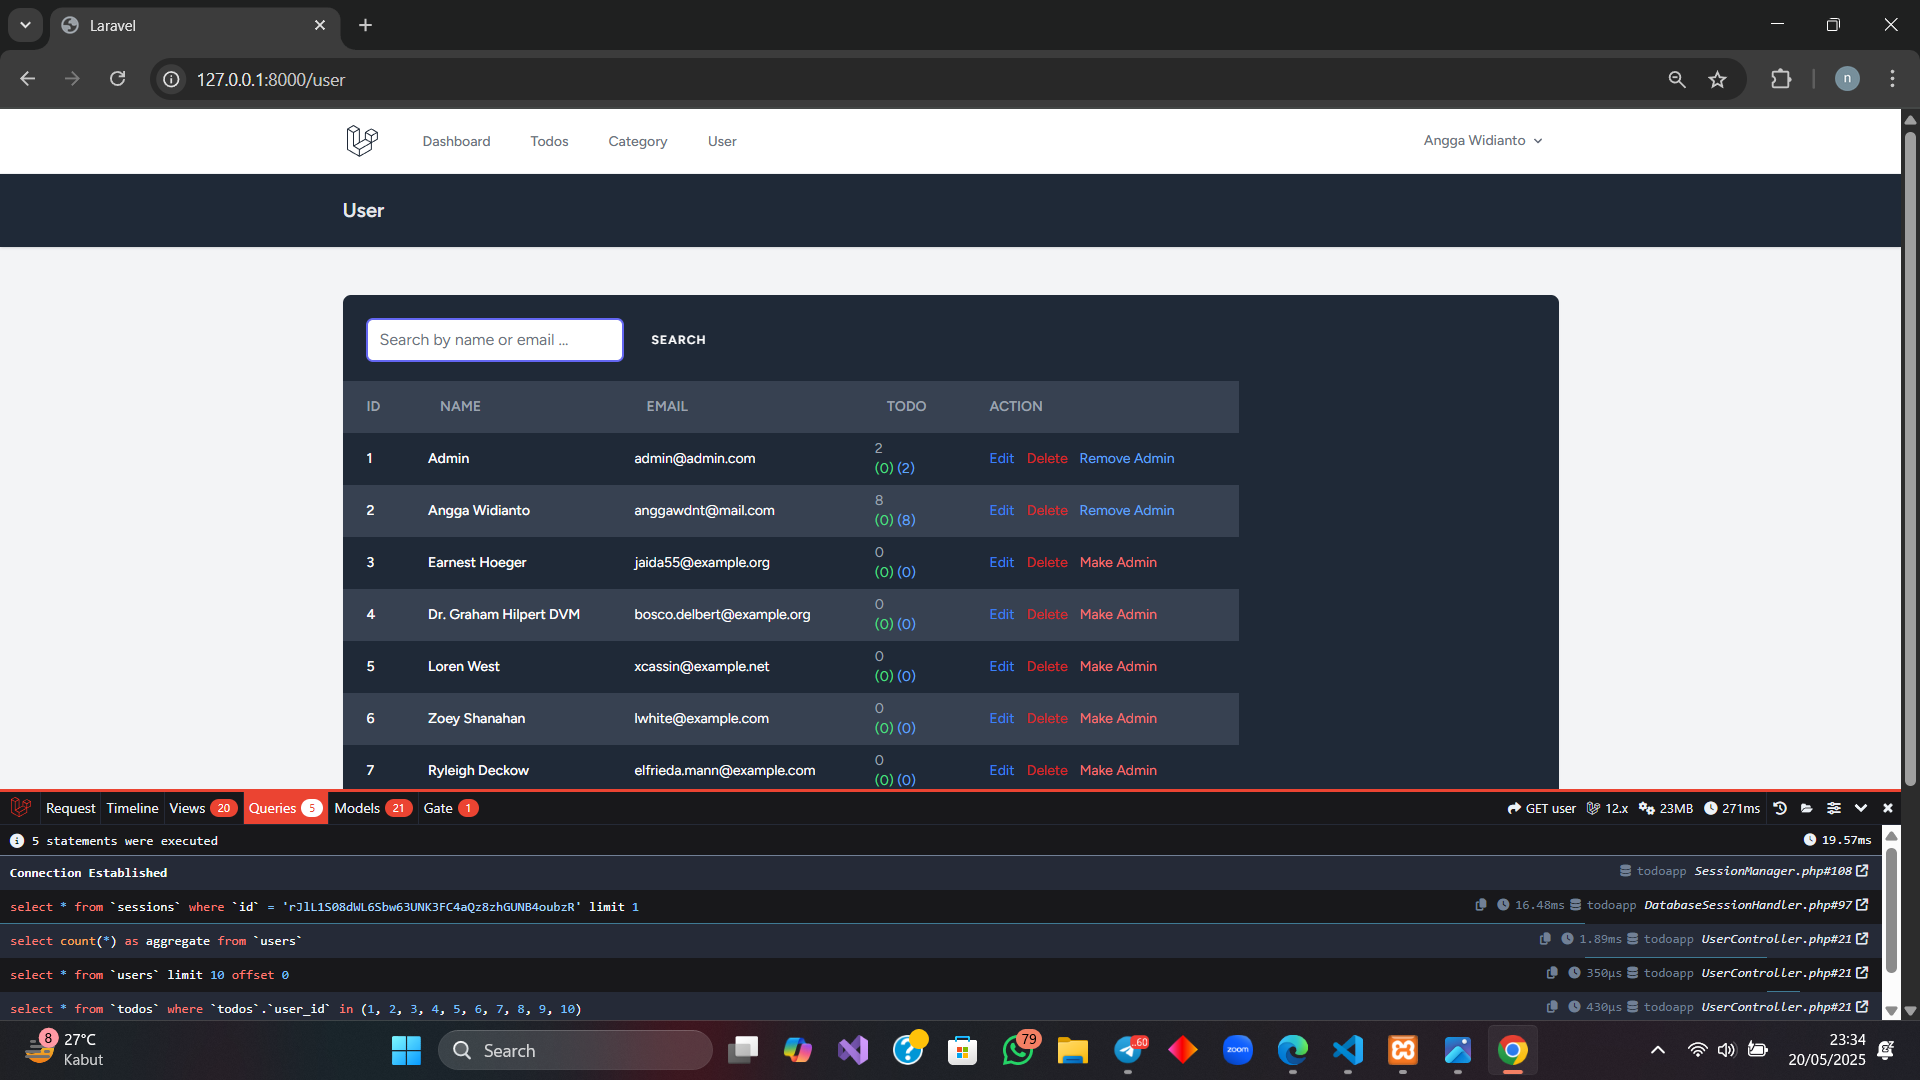 Laravel
127.0.0.1:8000/user
n
Dashboard Todos Category User Angga Widianto
User
Search by name or email ... SEARCH
ID NAME EMAIL TODO ACTION
1 Admin admin@admin.com 2 (0) (2) Edit Delete Remove Admin
2 Angga Widianto anggawdnt@mail.com 8 (0) (8) Edit Delete Remove Admin
3 Earnest Hoeger jaida55@example.org 0 (0) (0) Edit Delete Make Admin
4 Dr. Graham Hilpert DVM bosco.delbert@example.org 0 (0) (0) Edit Delete Make Admin
5 Loren West xcassin@example.net 0 (0) (0) Edit Delete Make Admin
6 Zoey Shanahan lwhite@example.com 0 (0) (0) Edit Delete Make Admin
7 Ryleigh Deckow elfrieda.mann@example.com 0 (0) (0) Edit Delete Make Admin
Request Timeline Views 20 Queries 5 Models 21 Gate 1 GET user 12.x 23MB 271ms
5 statements were executed 19.57ms
Connection Established todoapp SessionManager.php#108
select * from `sessions` where `id` = 'rJlL1S08dWL6Sbw63UNK3FC4aQz8zhGUNB4oubzR' limit 1 16.48ms todoapp DatabaseSessionHandler.php#97
select count(*) as aggregate from `users` 1.89ms todoapp UserController.php#21
select * from `users` limit 10 offset 0 350μs todoapp UserController.php#21
select * from `todos` where `todos`.`user_id` in (1, 2, 3, 4, 5, 6, 7, 8, 9, 10) 430μs todoapp UserController.php#21
8 27°C
Kabut
Search
79
60
zoom
23:34
20/05/2025